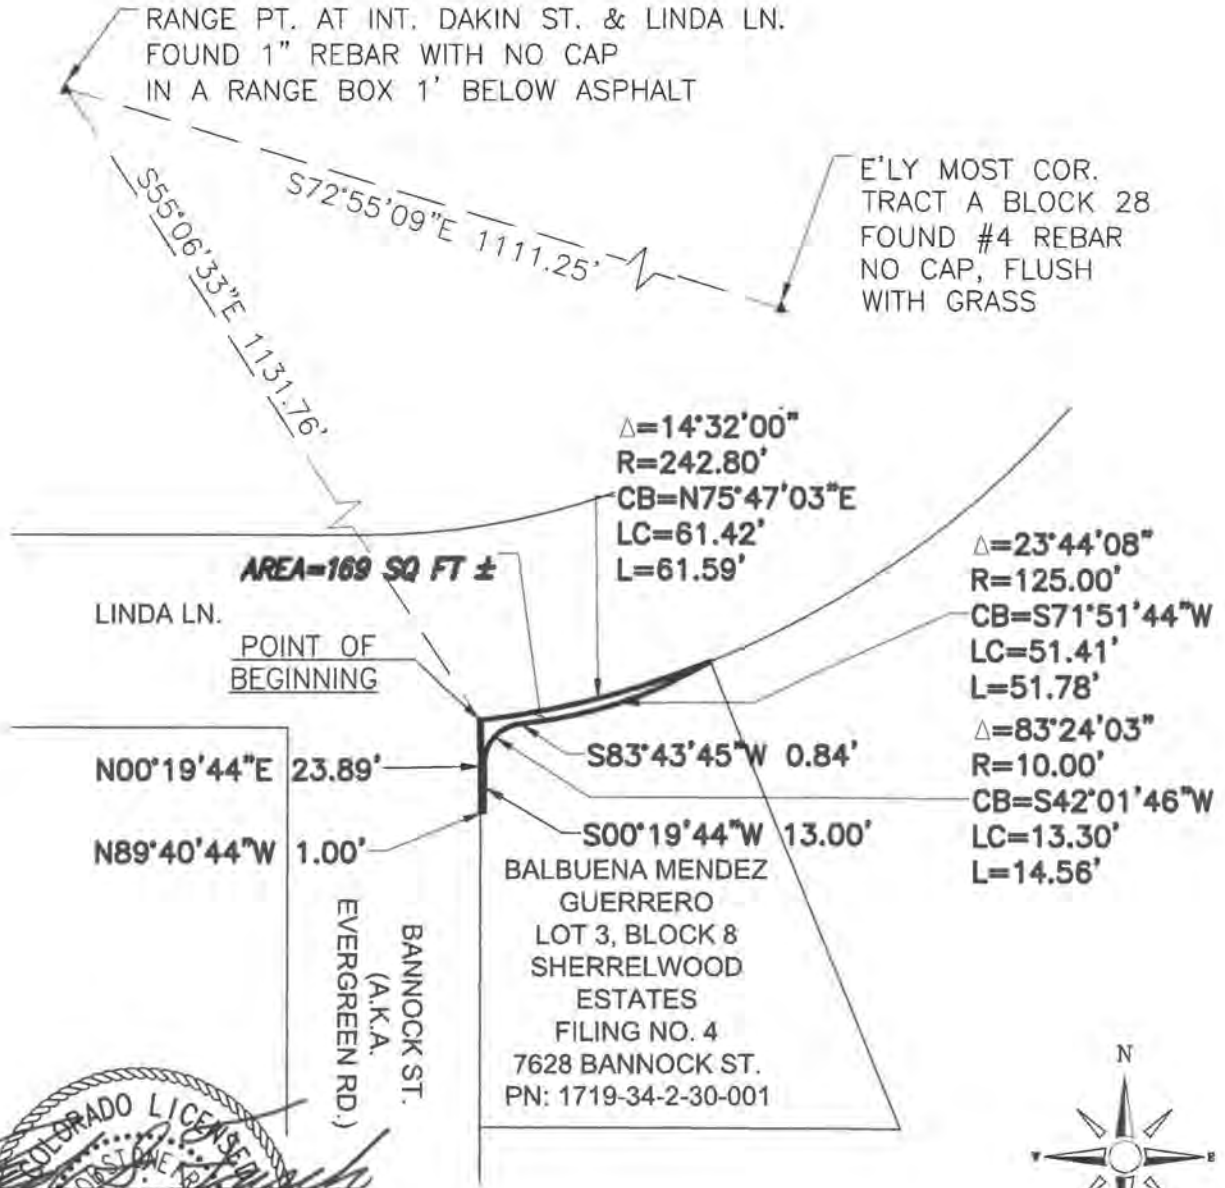 RANGE PT. AT INT. DAKIN ST. & LINDA LN.
FOUND 1" REBAR WITH NO CAP
IN A RANGE BOX 1' BELOW ASPHALT
S72°55'09"E 1111.25'
S55°06'33"E 1131.76'
E'LY MOST COR.
TRACT A BLOCK 28
FOUND #4 REBAR
NO CAP, FLUSH
WITH GRASS
Δ=14°32'00"
R=242.80'
CB=N75°47'03"E
LC=61.42'
L=61.59'
AREA=169 SQ FT ±
LINDA LN.
POINT OF
BEGINNING
Δ=23°44'08"
R=125.00'
CB=S71°51'44"W
LC=51.41'
L=51.78'
Δ=83°24'03"
R=10.00'
CB=S42°01'46"W
LC=13.30'
L=14.56'
N00°19'44"E 23.89'
S83°43'45"W 0.84'
N89°40'44"W 1.00'
S00°19'44"W 13.00'
BALBUENA MENDEZ
GUERRERO
LOT 3, BLOCK 8
SHERRELWOOD
ESTATES
FILING NO. 4
7628 BANNOCK ST.
PN: 1719-34-2-30-001
BANNOCK ST.
(A.K.A.
EVERGREEN RD.)
COLORADO LICENSED
N
W
E